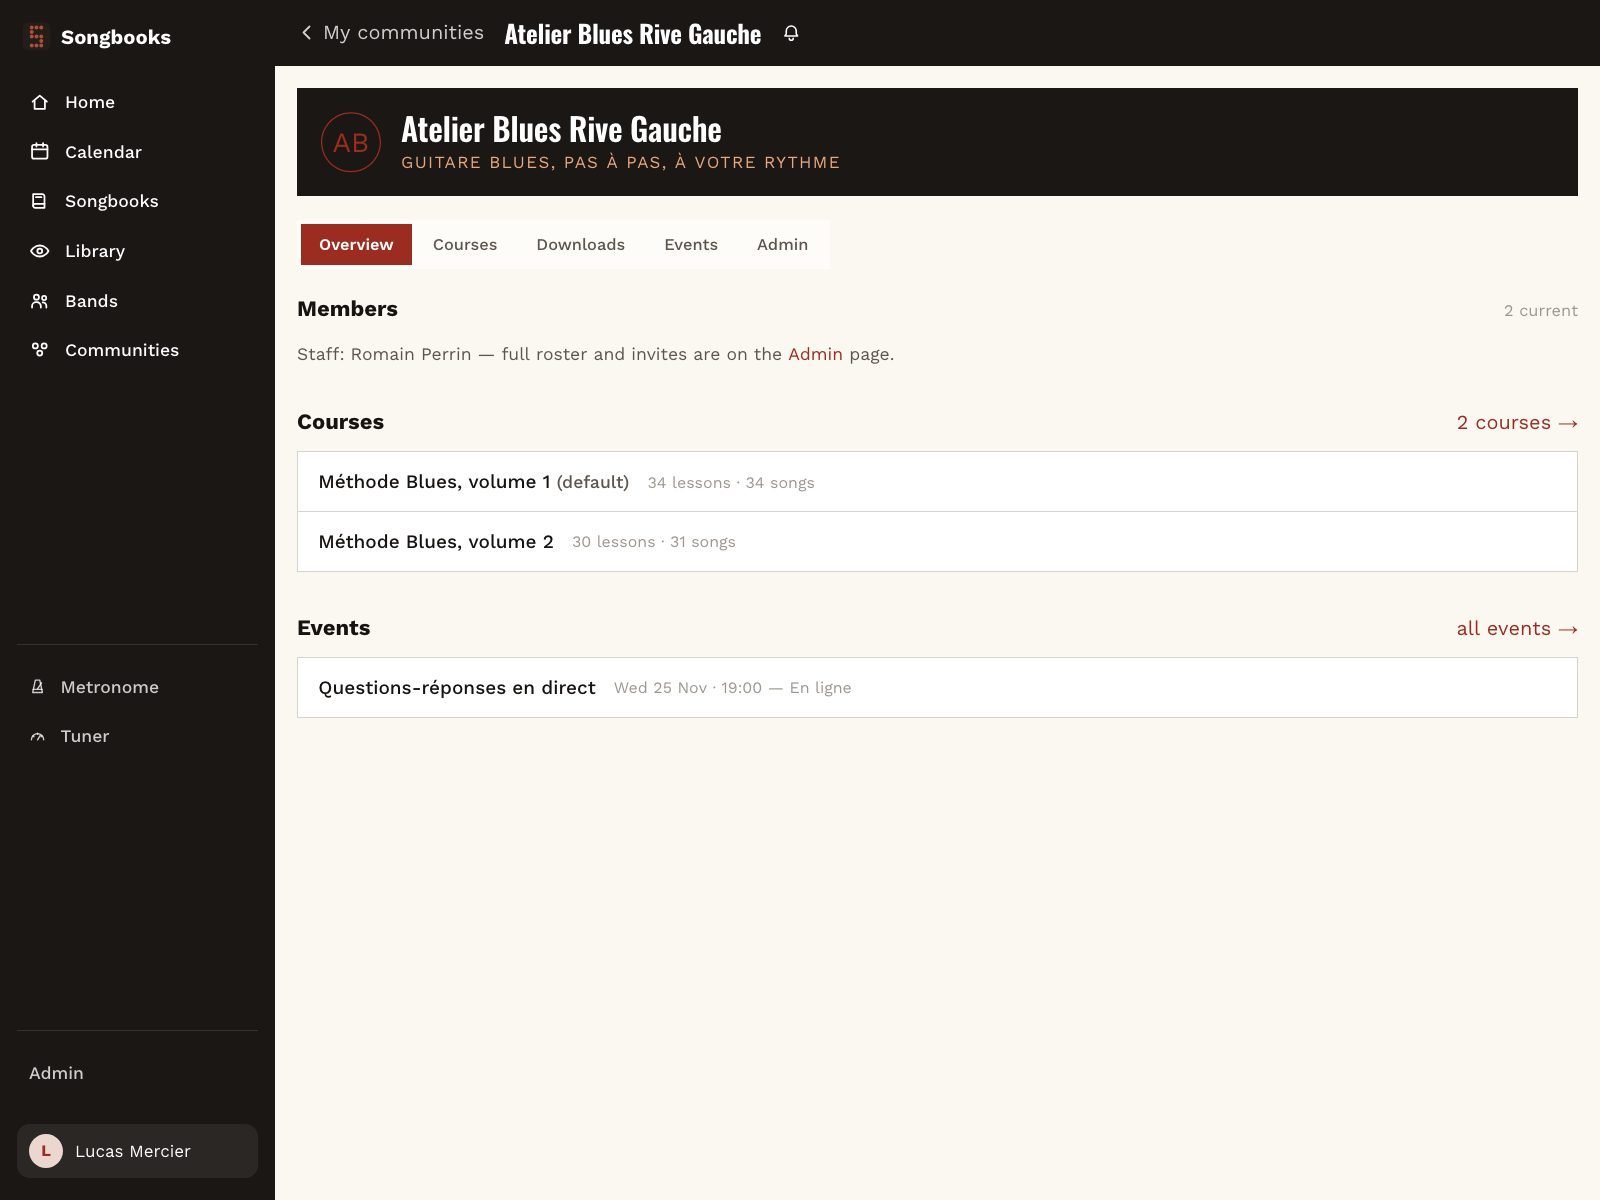 Songbooks
Home
Calendar
Songbooks
Library
Bands
Communities
Metronome
Tuner
Admin
L
Lucas Mercier
My communities
Atelier Blues Rive Gauche
AB
Atelier Blues Rive Gauche
GUITARE BLUES, PAS À PAS, À VOTRE RYTHME
Overview
Courses
Downloads
Events
Admin
Members
2 current
Staff: Romain Perrin — full roster and invites are on the Admin page.
Courses
2 courses →
Méthode Blues, volume 1 (default) 34 lessons · 34 songs
Méthode Blues, volume 2 30 lessons · 31 songs
Events
all events →
Questions-réponses en direct Wed 25 Nov · 19:00 — En ligne